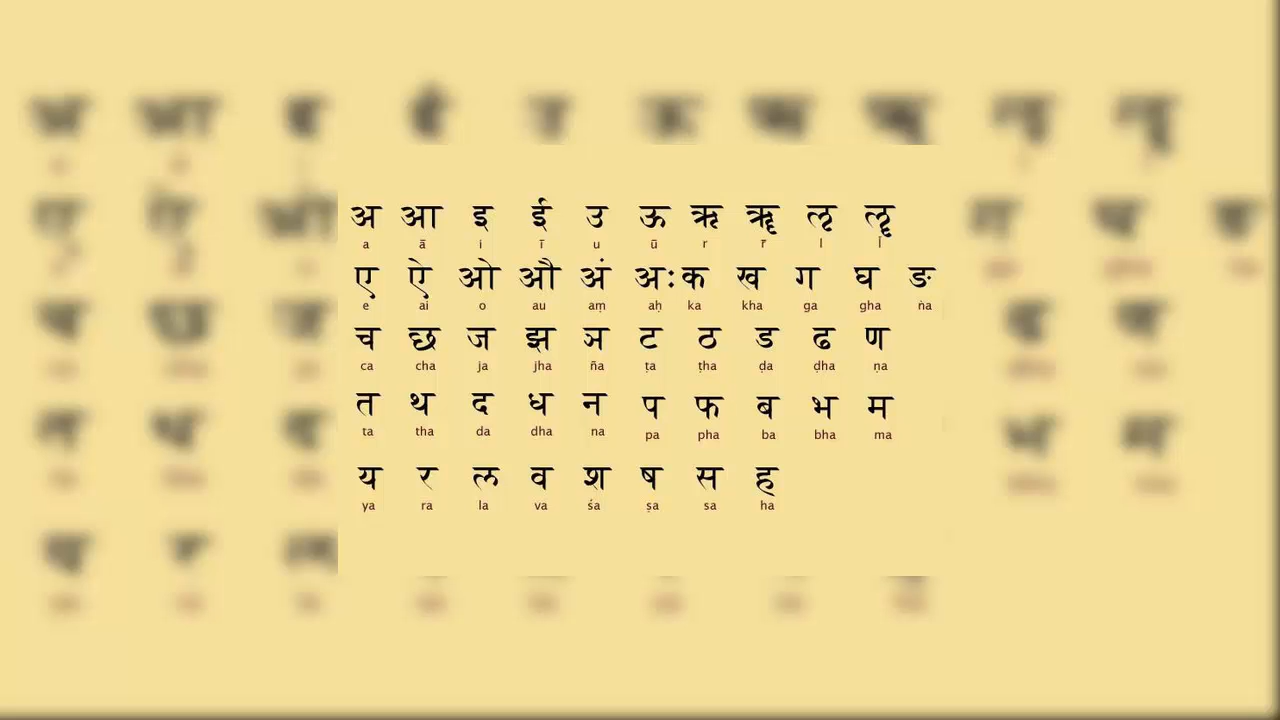 अ आ इ ई उ ऊ ऋ ॠ ऌ ॡ
a ā i ī u ū r r̄ l l̄
ए ऐ ओ औ अं अः क ख ग घ ङ
e ai o au aṃ aḥ ka kha ga gha ṅa
च छ ज झ ञ ट ठ ड ढ ण
ca cha ja jha ña ṭa ṭha ḍa ḍha ṇa
त थ द ध न प फ ब भ म
ta tha da dha na pa pha ba bha ma
य र ल व श ष स ह
ya ra la va śa ṣa sa ha